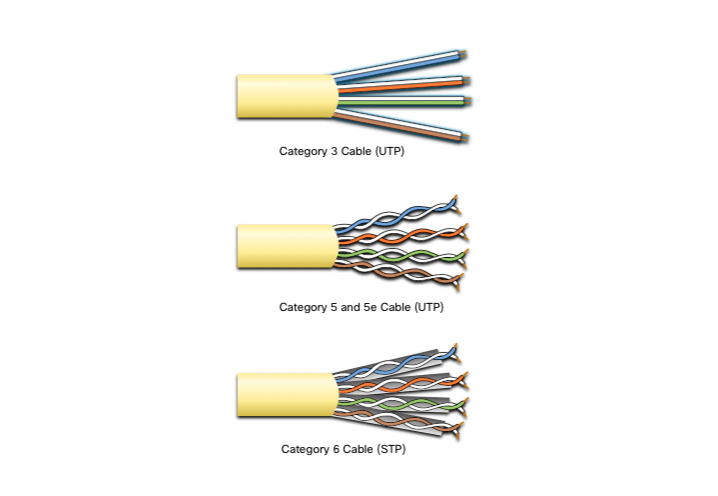 Category 3 Cable (UTP)
Category 5 and 5e Cable (UTP)
Category 6 Cable (STP)